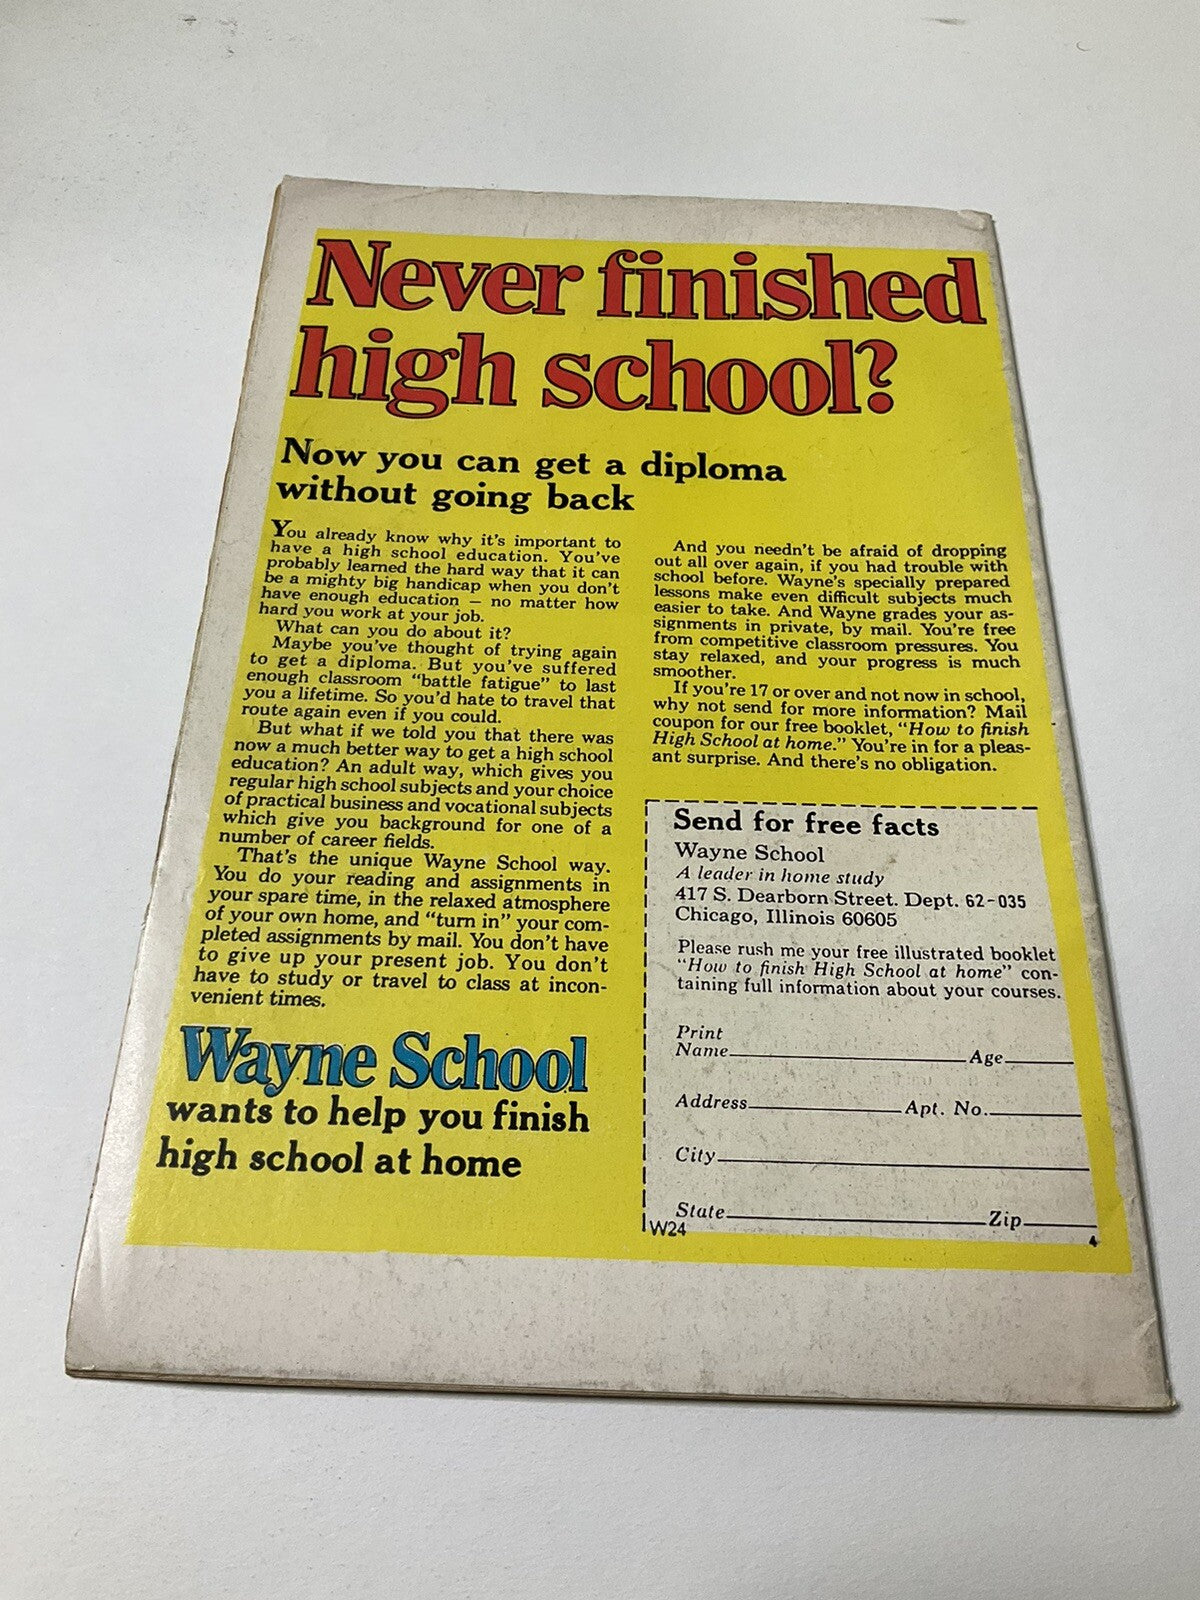 Never finished
high school?
Now you can get a diploma
without going back
You already know why it's important to
have a high school education. You've
probably learned the hard way that it can
be a mighty big handicap when you don't
have enough education — no matter how
hard you work at your job.
What can you do about it?
Maybe you've thought of trying again
to get a diploma. But you've suffered
enough classroom "battle fatigue" to last
you a lifetime. So you'd hate to travel that
route again even if you could.
But what if we told you that there was
now a much better way to get a high school
education? An adult way, which gives you
regular high school subjects and your choice
of practical business and vocational subjects
which give you background for one of a
number of career fields.
That's the unique Wayne School way.
You do your reading and assignments in
your spare time, in the relaxed atmosphere
of your own home, and "turn in" your com-
pleted assignments by mail. You don't have
to give up your present job. You don't
have to study or travel to class at incon-
venient times.
Wayne School
wants to help you finish
high school at home
And you needn't be afraid of dropping
out all over again, if you had trouble with
school before. Wayne's specially prepared
lessons make even difficult subjects much
easier to take. And Wayne grades your as-
signments in private, by mail. You're free
from competitive classroom pressures. You
stay relaxed, and your progress is much
smoother.
If you're 17 or over and not now in school,
why not send for more information? Mail
coupon for our free booklet, "How to finish
High School at home." You're in for a pleas-
ant surprise. And there's no obligation.
Send for free facts
Wayne School
A leader in home study
417 S. Dearborn Street. Dept. 62-035
Chicago, Illinois 60605
Please rush me your free illustrated booklet
"How to finish High School at home" con-
taining full information about your courses.
Print
Name Age
Address Apt. No.
City
State Zip
W24 4